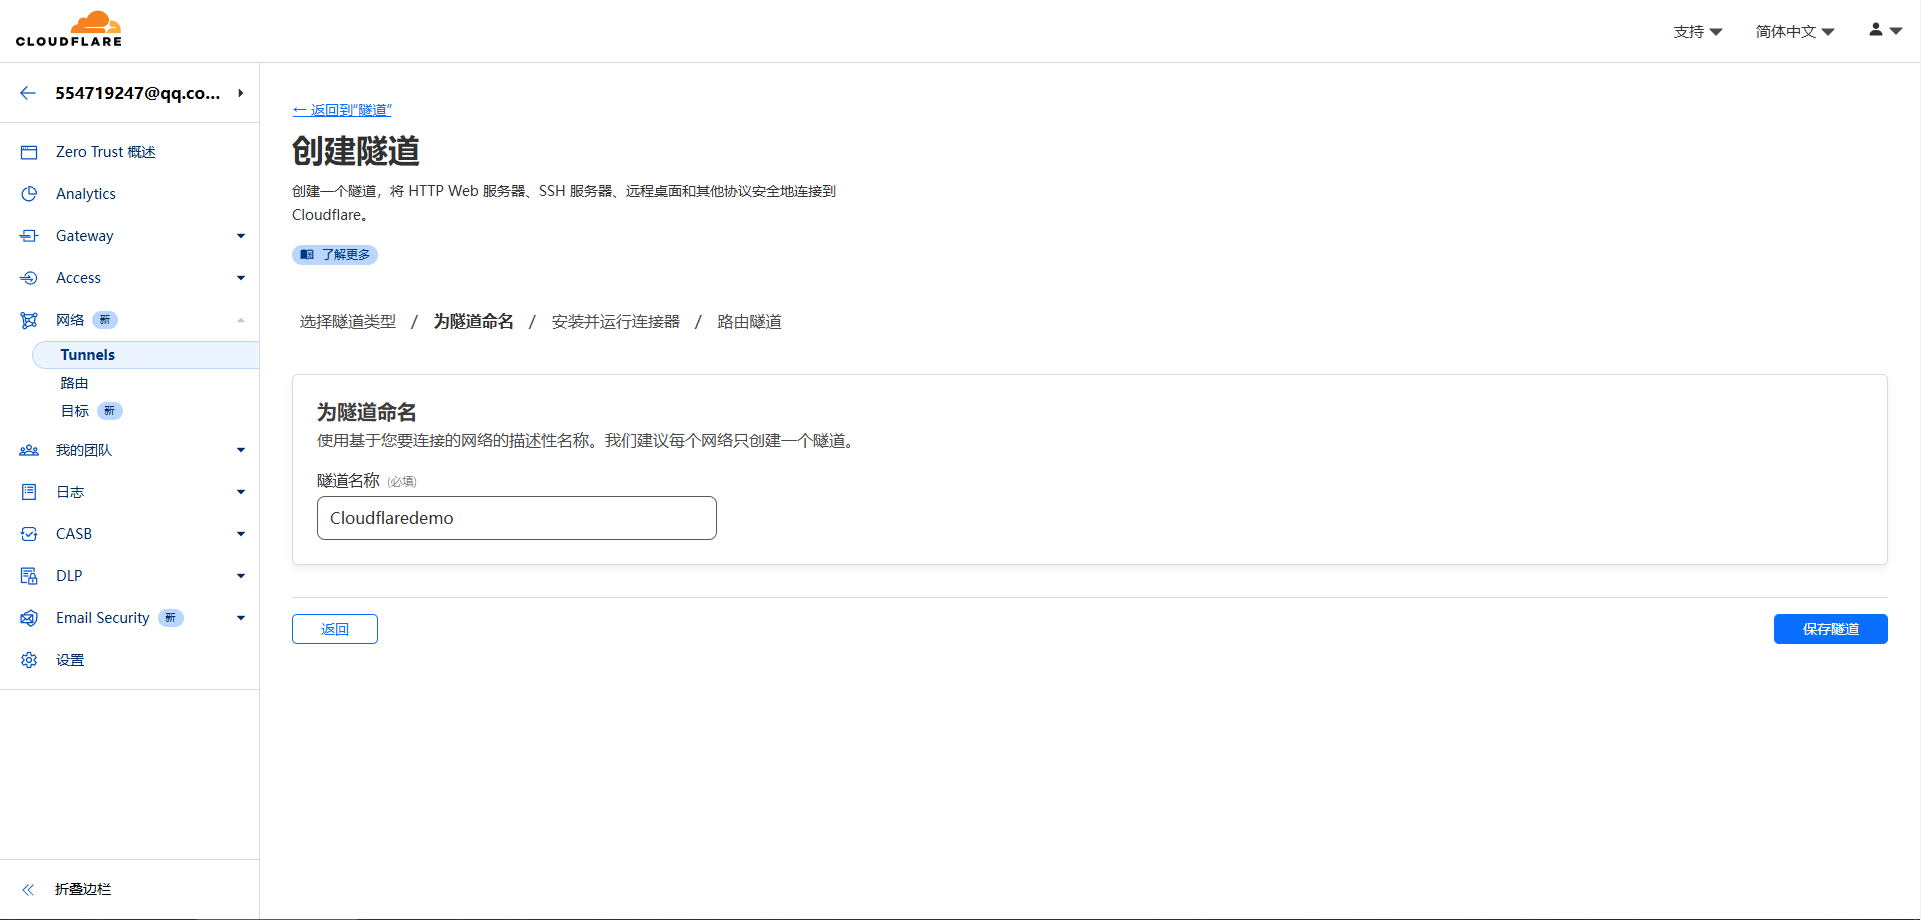 CLOUDFLARE
支持
简体中文
554719247@qq.co...
Zero Trust 概述
Analytics
Gateway
Access
网络 新
Tunnels
路由
目标 新
我的团队
日志
CASB
DLP
Email Security 新
设置
折叠边栏
← 返回到“隧道”
创建隧道
创建一个隧道，将 HTTP Web 服务器、SSH 服务器、远程桌面和其他协议安全地连接到
Cloudflare。
了解更多
选择隧道类型 / 为隧道命名 / 安装并运行连接器 / 路由隧道
为隧道命名
使用基于您要连接的网络的描述性名称。我们建议每个网络只创建一个隧道。
隧道名称 (必填)
Cloudflaredemo
返回
保存隧道